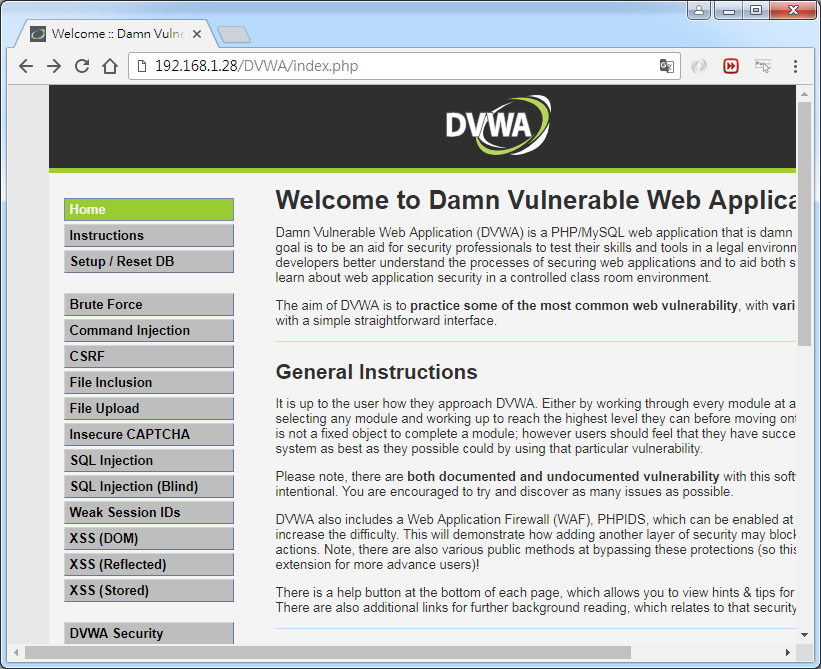 Welcome :: Damn Vulne
192.168.1.28/DVWA/index.php
DVWA
Home
Instructions
Setup / Reset DB
Brute Force
Command Injection
CSRF
File Inclusion
File Upload
Insecure CAPTCHA
SQL Injection
SQL Injection (Blind)
Weak Session IDs
XSS (DOM)
XSS (Reflected)
XSS (Stored)
DVWA Security
Welcome to Damn Vulnerable Web Applica
Damn Vulnerable Web Application (DVWA) is a PHP/MySQL web application that is damn
goal is to be an aid for security professionals to test their skills and tools in a legal environm
developers better understand the processes of securing web applications and to aid both s
learn about web application security in a controlled class room environment.
The aim of DVWA is to practice some of the most common web vulnerability, with vari
with a simple straightforward interface.
General Instructions
It is up to the user how they approach DVWA. Either by working through every module at a
selecting any module and working up to reach the highest level they can before moving ont
is not a fixed object to complete a module; however users should feel that they have succe
system as best as they possible could by using that particular vulnerability.
Please note, there are both documented and undocumented vulnerability with this soft
intentional. You are encouraged to try and discover as many issues as possible.
DVWA also includes a Web Application Firewall (WAF), PHPIDS, which can be enabled at
increase the difficulty. This will demonstrate how adding another layer of security may block
actions. Note, there are also various public methods at bypassing these protections (so this
extension for more advance users)!
There is a help button at the bottom of each page, which allows you to view hints & tips for
There are also additional links for further background reading, which relates to that security